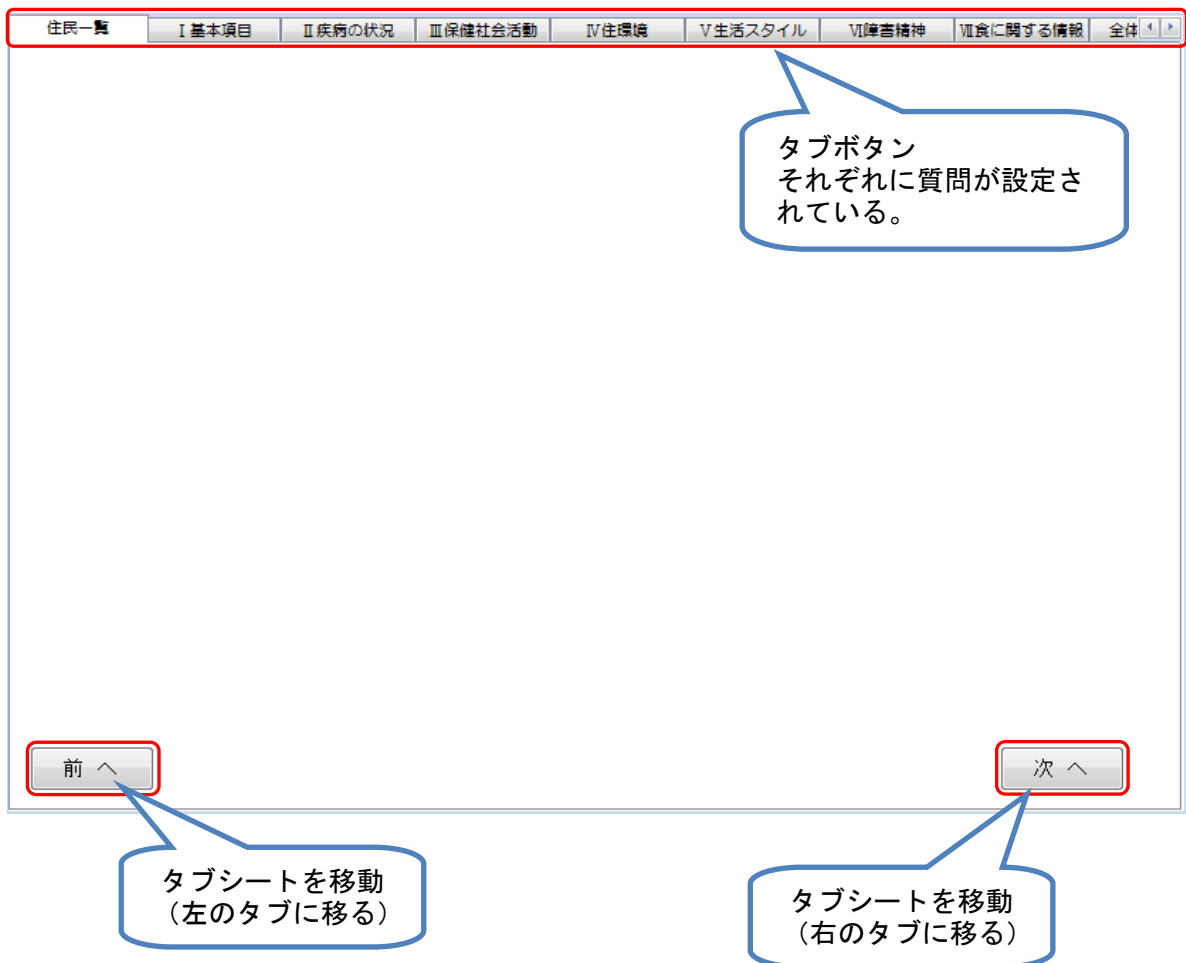 住民一覧 Ⅰ基本項目 Ⅱ疾病の状況 Ⅲ保健社会活動 Ⅳ住環境 Ⅴ生活スタイル Ⅵ障害精神 Ⅶ食に関する情報 全体
タブボタン
それぞれに質問が設定さ
れている。
前 へ
次 へ
タブシートを移動
（左のタブに移る）
タブシートを移動
（右のタブに移る）